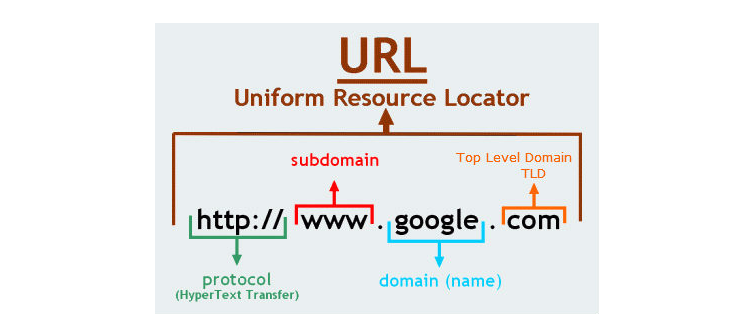 URL
Uniform Resource Locator
subdomain
Top Level Domain
TLD
http:// www . google . com
protocol
(HyperText Transfer)
domain (name)